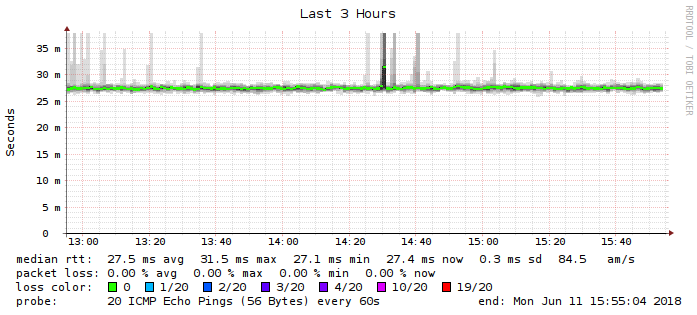 Last 3 Hours
RRDTOOL / TOBI OETIKER
Seconds
35 m
30 m
25 m
20 m
15 m
10 m
5 m
0
13:00 13:20 13:40 14:00 14:20 14:40 15:00 15:20 15:40
median rtt: 27.5 ms avg 31.5 ms max 27.1 ms min 27.4 ms now 0.3 ms sd 84.5 am/s
packet loss: 0.00 % avg 0.00 % max 0.00 % min 0.00 % now
loss color: 0 1/20 2/20 3/20 4/20 10/20 19/20
probe: 20 ICMP Echo Pings (56 Bytes) every 60s end: Mon Jun 11 15:55:04 2018